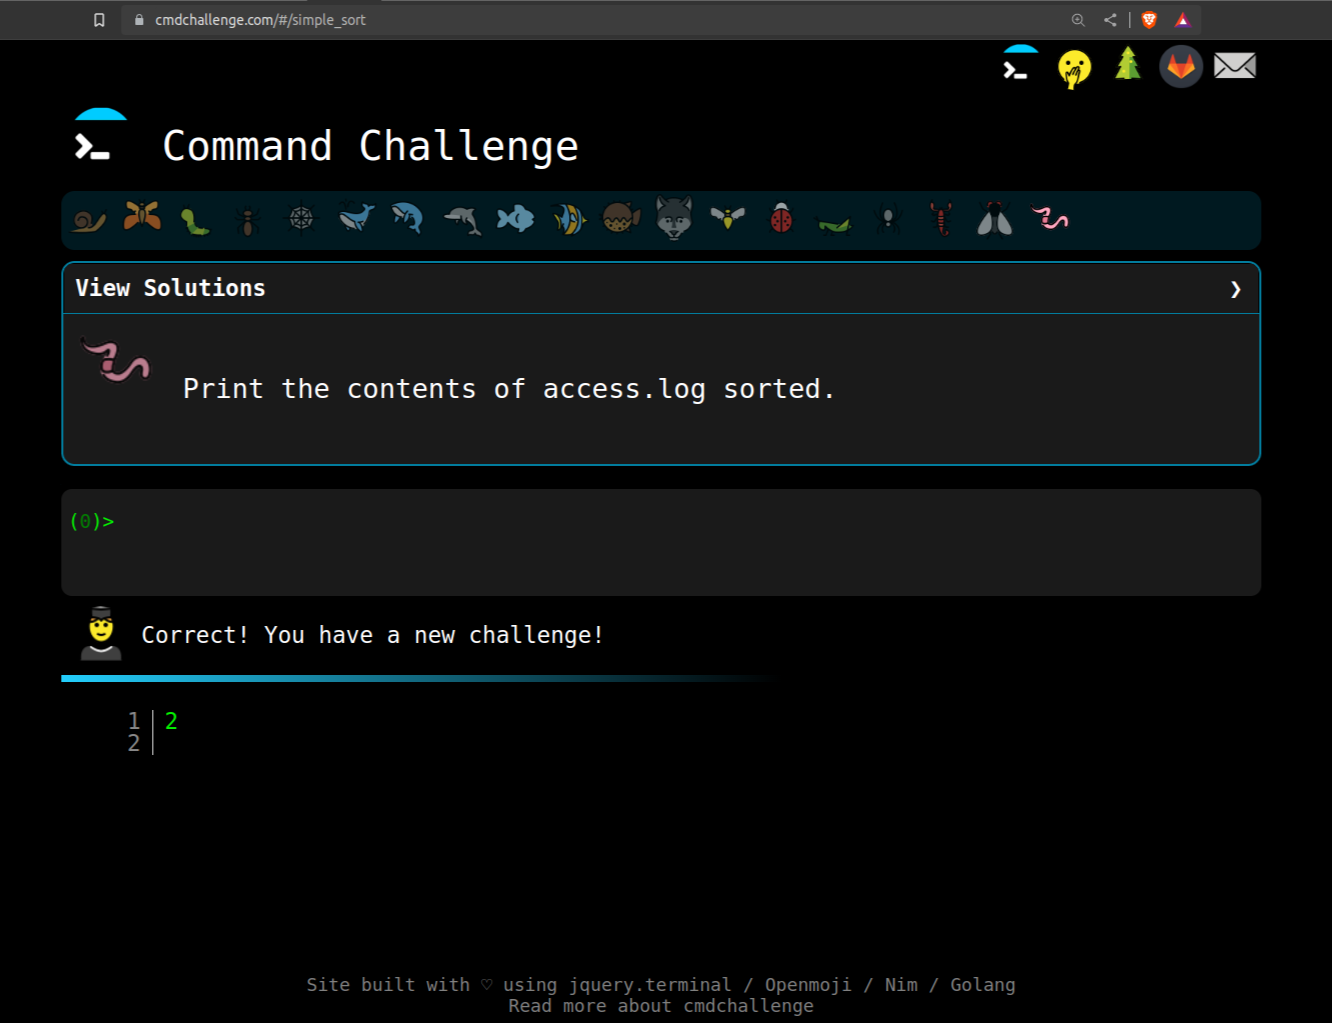 cmdchallenge.com/#/simple_sort
Command Challenge
View Solutions ❯
Print the contents of access.log sorted.
(0)>
Correct! You have a new challenge!
1 2
2
Site built with ♡ using jquery.terminal / Openmoji / Nim / Golang
Read more about cmdchallenge